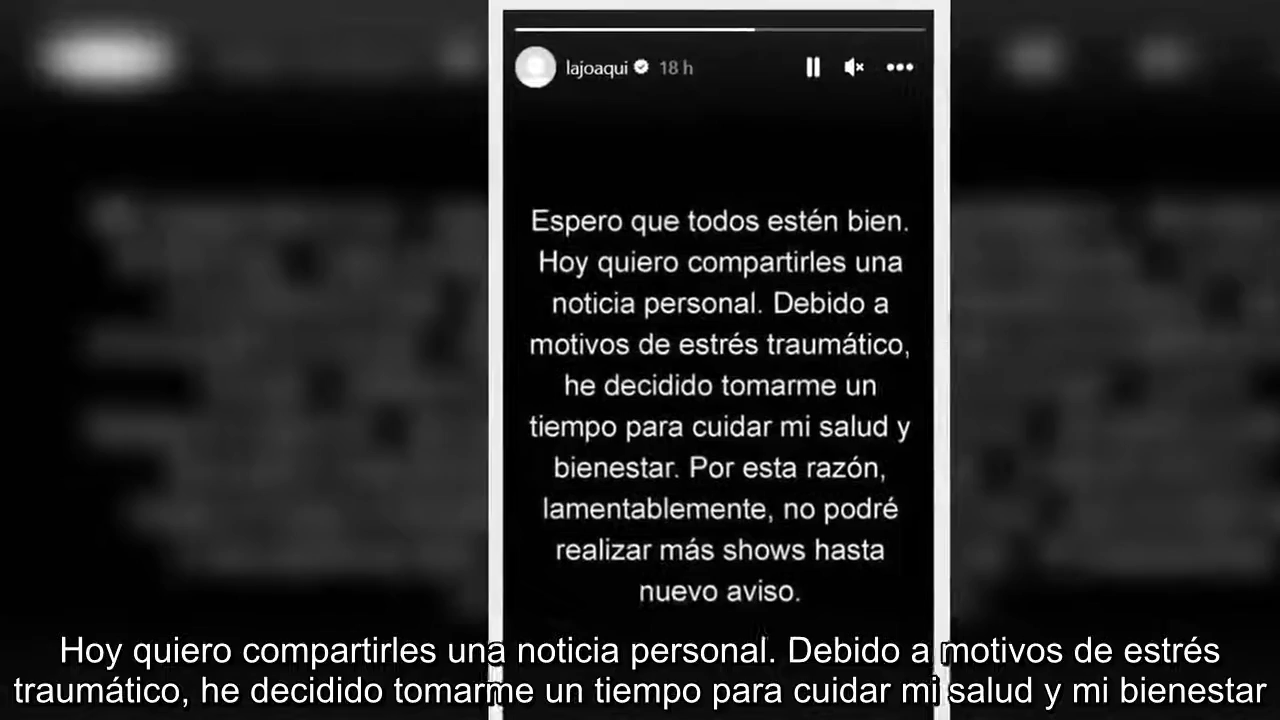 lajoaqui 18 h
Espero que todos estén bien.
Hoy quiero compartirles una
noticia personal. Debido a
motivos de estrés traumático,
he decidido tomarme un
tiempo para cuidar mi salud y
bienestar. Por esta razón,
lamentablemente, no podré
realizar más shows hasta
nuevo aviso.
Hoy quiero compartirles una noticia personal. Debido a motivos de estrés
traumático, he decidido tomarme un tiempo para cuidar mi salud y mi bienestar